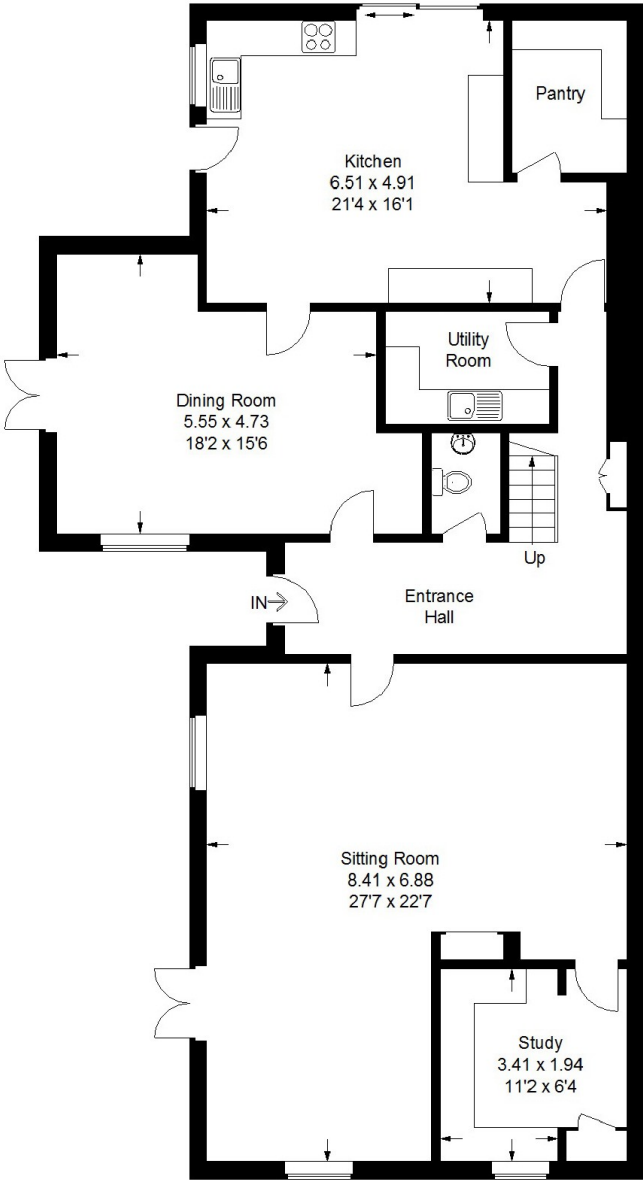 Pantry
Kitchen
6.51 x 4.91
21'4 x 16'1
Utility
Room
Dining Room
5.55 x 4.73
18'2 x 15'6
Up
IN
Entrance
Hall
Sitting Room
8.41 x 6.88
27'7 x 22'7
Study
3.41 x 1.94
11'2 x 6'4